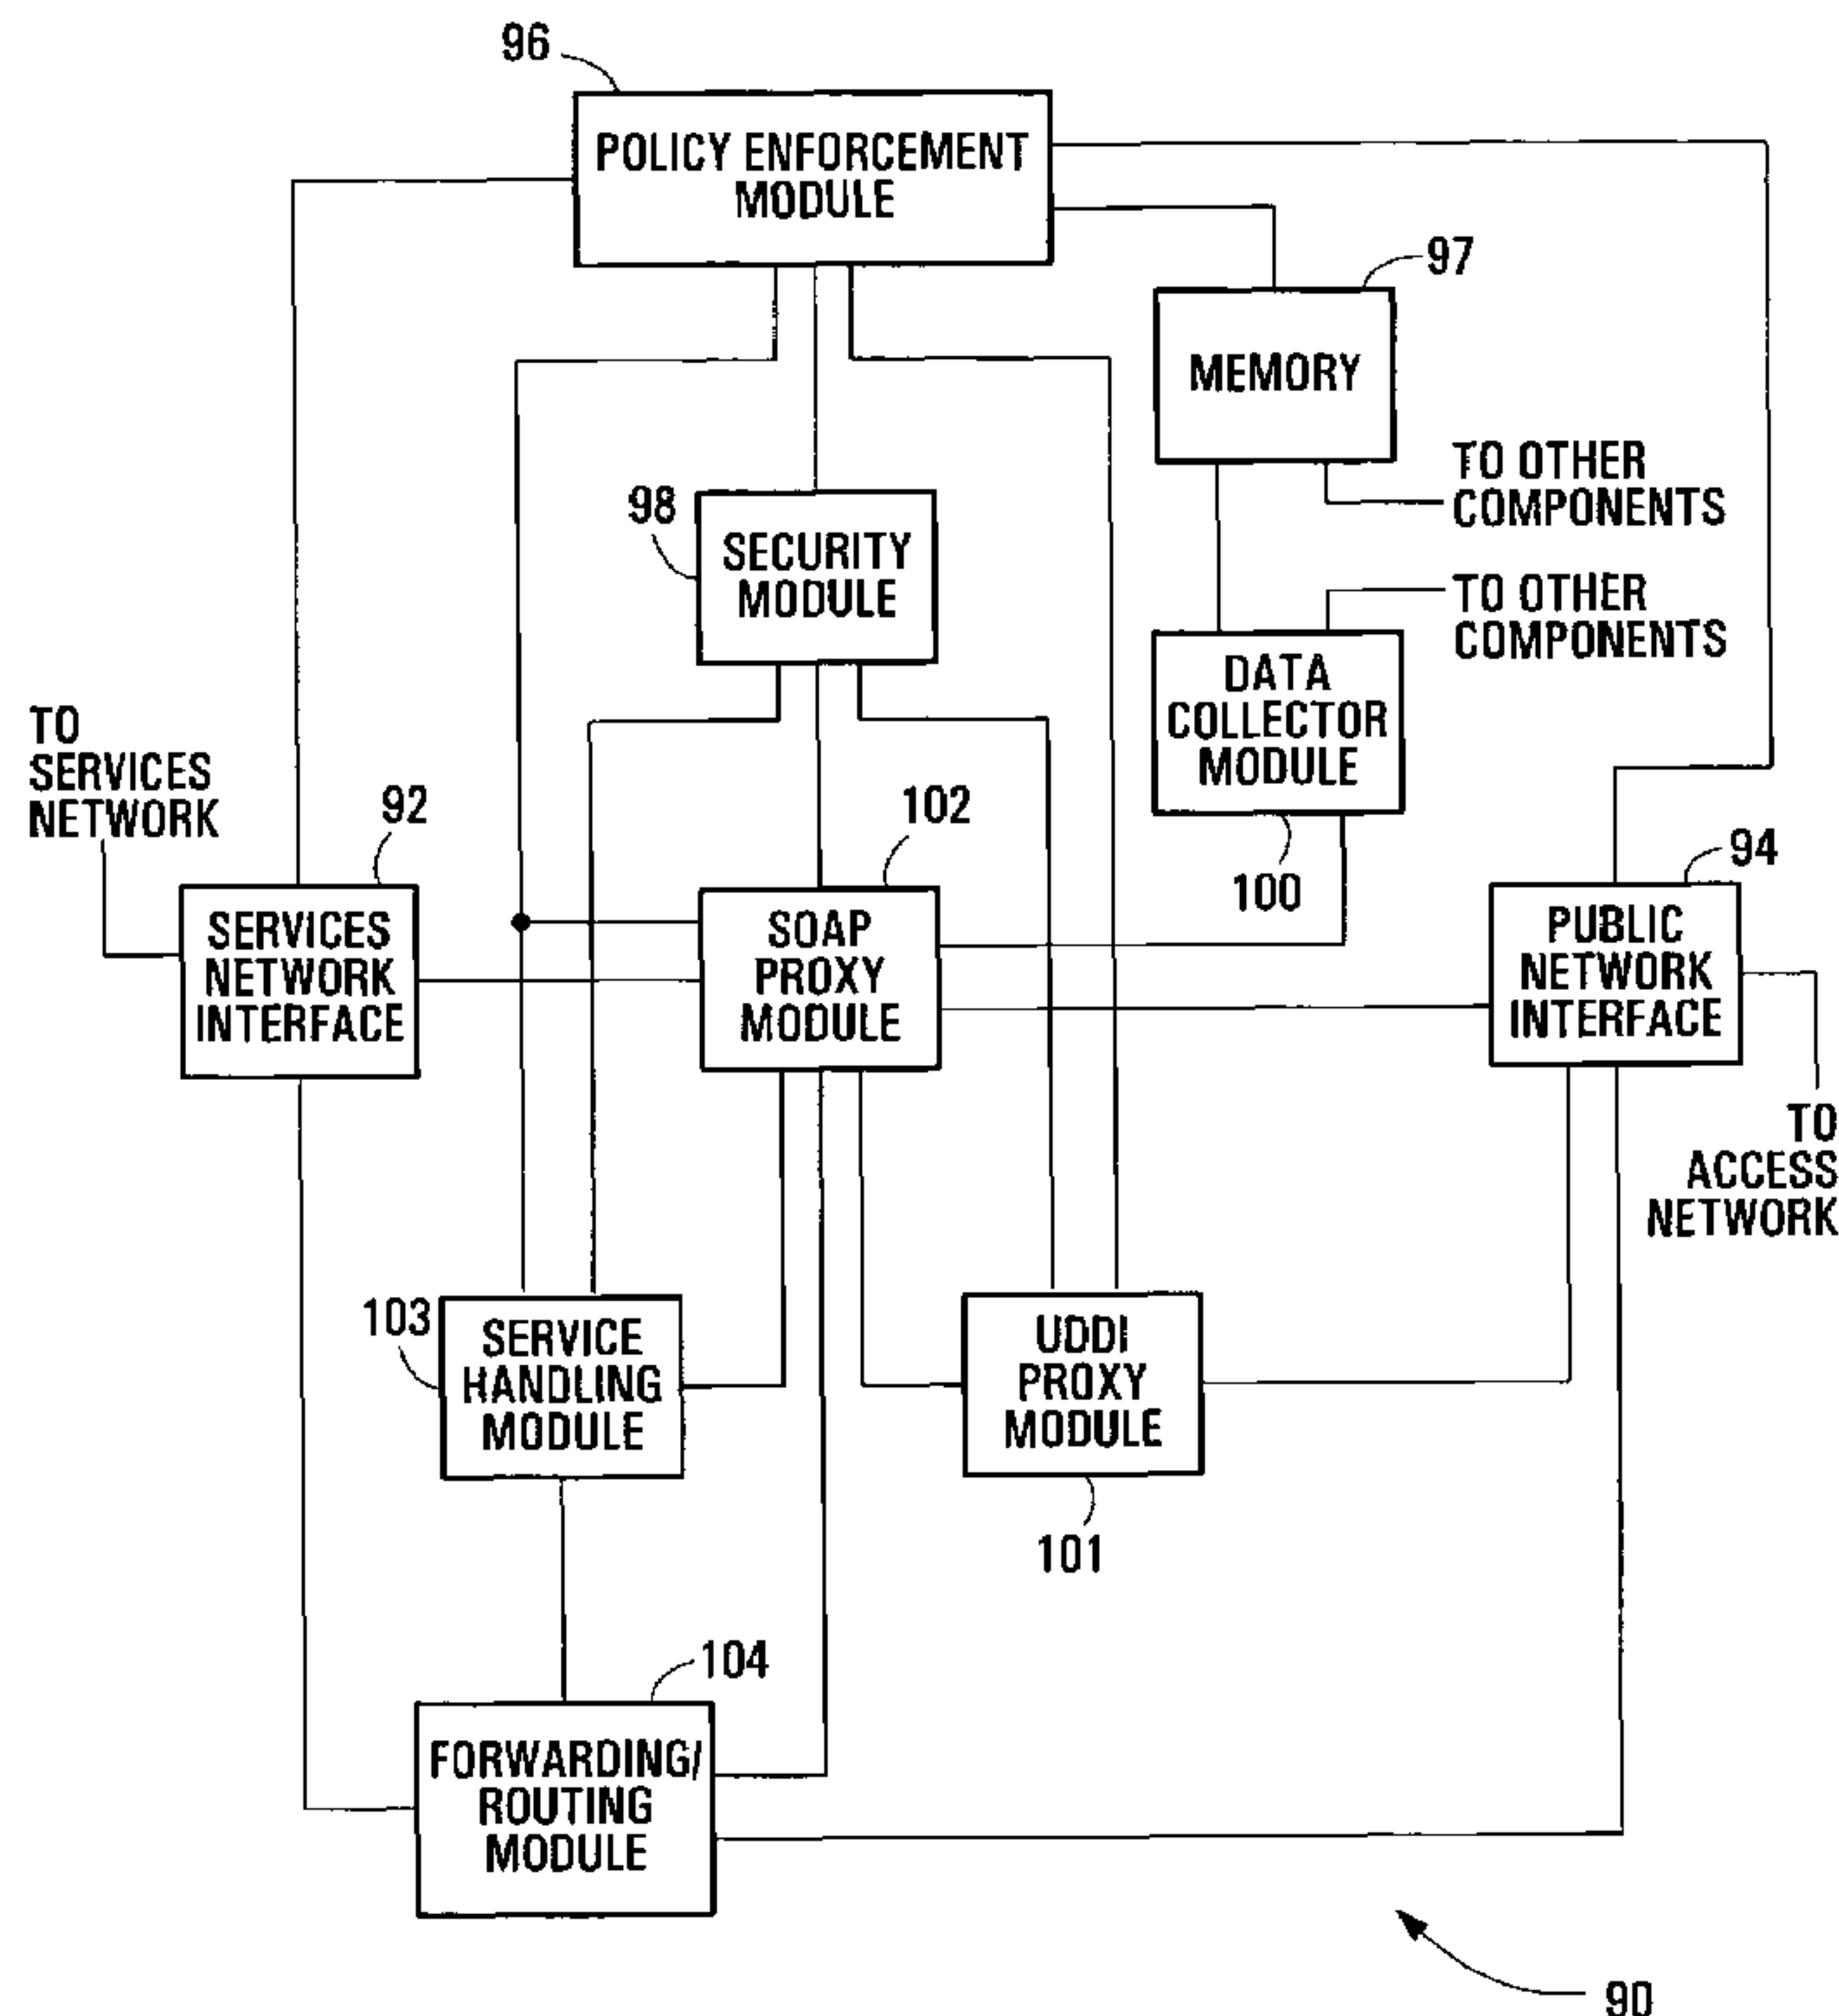 96
POLICY ENFORCEMENT
MODULE
97
MEMORY
TO OTHER
COMPONENTS
98
SECURITY
MODULE
TO OTHER
COMPONENTS
DATA
COLLECTOR
MODULE
100
TO
SERVICES
NETWORK
92
SERVICES
NETWORK
INTERFACE
102
SOAP
PROXY
MODULE
94
PUBLIC
NETWORK
INTERFACE
TO
ACCESS
NETWORK
103
SERVICE
HANDLING
MODULE
UDDI
PROXY
MODULE
101
104
FORWARDING/
ROUTING
MODULE
90